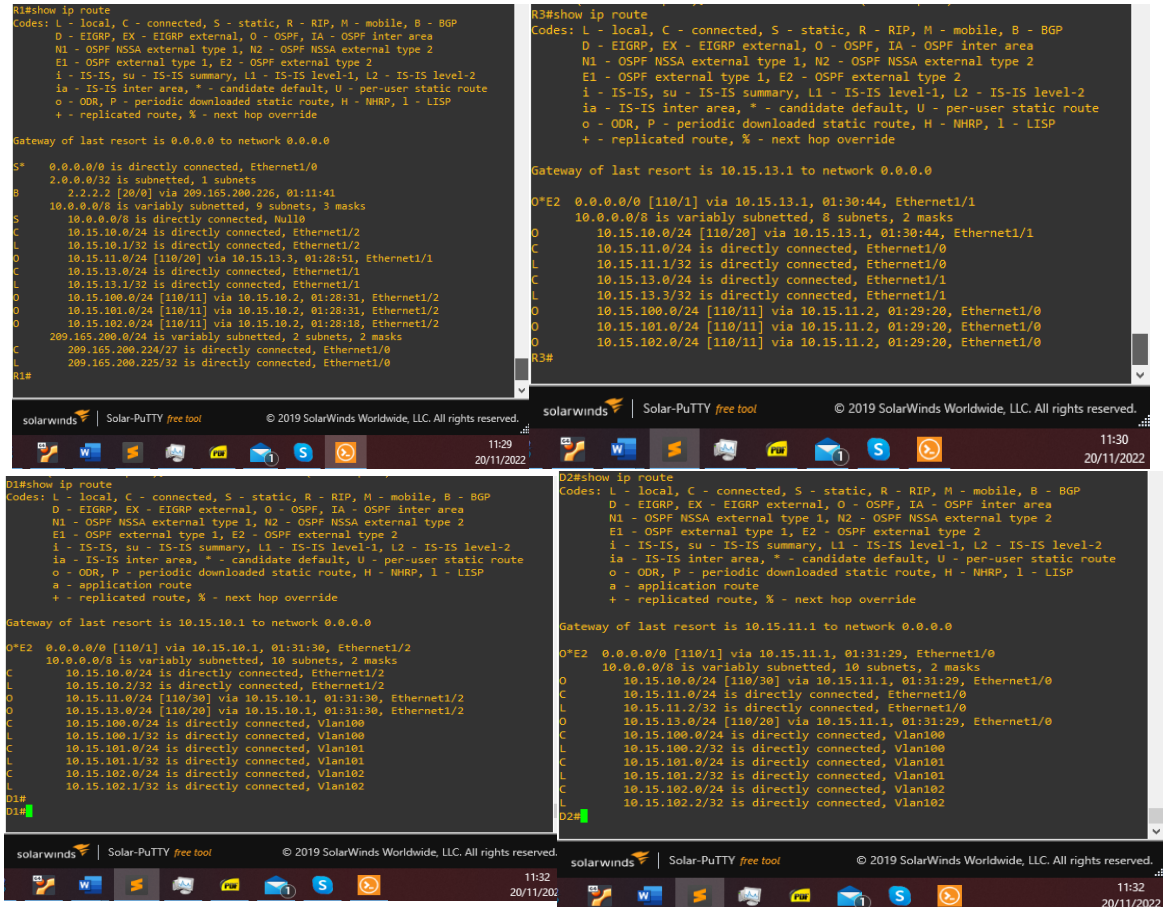 R1#show ip route
Codes: L - local, C - connected, S - static, R - RIP, M - mobile, B - BGP
D - EIGRP, EX - EIGRP external, O - OSPF, IA - OSPF inter area
N1 - OSPF NSSA external type 1, N2 - OSPF NSSA external type 2
E1 - OSPF external type 1, E2 - OSPF external type 2
i - IS-IS, su - IS-IS summary, L1 - IS-IS level-1, L2 - IS-IS level-2
ia - IS-IS inter area, * - candidate default, U - per-user static route
o - ODR, P - periodic downloaded static route, H - NHRP, l - LISP
+ - replicated route, % - next hop override
Gateway of last resort is 0.0.0.0 to network 0.0.0.0
S* 0.0.0.0/0 is directly connected, Ethernet1/0
2.0.0.0/32 is subnetted, 1 subnets
B 2.2.2.2 [20/0] via 209.165.200.226, 01:11:41
10.0.0.0/8 is variably subnetted, 9 subnets, 3 masks
S 10.0.0.0/8 is directly connected, Null0
C 10.15.10.0/24 is directly connected, Ethernet1/2
L 10.15.10.1/32 is directly connected, Ethernet1/2
O 10.15.11.0/24 [110/20] via 10.15.13.3, 01:28:51, Ethernet1/1
C 10.15.13.0/24 is directly connected, Ethernet1/1
L 10.15.13.1/32 is directly connected, Ethernet1/1
O 10.15.100.0/24 [110/11] via 10.15.10.2, 01:28:31, Ethernet1/2
O 10.15.101.0/24 [110/11] via 10.15.10.2, 01:28:31, Ethernet1/2
O 10.15.102.0/24 [110/11] via 10.15.10.2, 01:28:18, Ethernet1/2
209.165.200.0/24 is variably subnetted, 2 subnets, 2 masks
C 209.165.200.224/27 is directly connected, Ethernet1/0
L 209.165.200.225/32 is directly connected, Ethernet1/0
R1#
solarwinds | Solar-PuTTY free tool © 2019 SolarWinds Worldwide, LLC. All rights reserved.
11:29
20/11/2022
R3#show ip route
Codes: L - local, C - connected, S - static, R - RIP, M - mobile, B - BGP
D - EIGRP, EX - EIGRP external, O - OSPF, IA - OSPF inter area
N1 - OSPF NSSA external type 1, N2 - OSPF NSSA external type 2
E1 - OSPF external type 1, E2 - OSPF external type 2
i - IS-IS, su - IS-IS summary, L1 - IS-IS level-1, L2 - IS-IS level-2
ia - IS-IS inter area, * - candidate default, U - per-user static route
o - ODR, P - periodic downloaded static route, H - NHRP, l - LISP
+ - replicated route, % - next hop override
Gateway of last resort is 10.15.13.1 to network 0.0.0.0
O*E2 0.0.0.0/0 [110/1] via 10.15.13.1, 01:30:44, Ethernet1/1
10.0.0.0/8 is variably subnetted, 8 subnets, 2 masks
O 10.15.10.0/24 [110/20] via 10.15.13.1, 01:30:44, Ethernet1/1
C 10.15.11.0/24 is directly connected, Ethernet1/0
L 10.15.11.1/32 is directly connected, Ethernet1/0
C 10.15.13.0/24 is directly connected, Ethernet1/1
L 10.15.13.3/32 is directly connected, Ethernet1/1
O 10.15.100.0/24 [110/11] via 10.15.11.2, 01:29:20, Ethernet1/0
O 10.15.101.0/24 [110/11] via 10.15.11.2, 01:29:20, Ethernet1/0
O 10.15.102.0/24 [110/11] via 10.15.11.2, 01:29:20, Ethernet1/0
R3#
solarwinds | Solar-PuTTY free tool © 2019 SolarWinds Worldwide, LLC. All rights reserved.
11:30
20/11/2022
D1#show ip route
Codes: L - local, C - connected, S - static, R - RIP, M - mobile, B - BGP
D - EIGRP, EX - EIGRP external, O - OSPF, IA - OSPF inter area
N1 - OSPF NSSA external type 1, N2 - OSPF NSSA external type 2
E1 - OSPF external type 1, E2 - OSPF external type 2
i - IS-IS, su - IS-IS summary, L1 - IS-IS level-1, L2 - IS-IS level-2
ia - IS-IS inter area, * - candidate default, U - per-user static route
o - ODR, P - periodic downloaded static route, H - NHRP, l - LISP
a - application route
+ - replicated route, % - next hop override
Gateway of last resort is 10.15.10.1 to network 0.0.0.0
O*E2 0.0.0.0/0 [110/1] via 10.15.10.1, 01:31:30, Ethernet1/2
10.0.0.0/8 is variably subnetted, 10 subnets, 2 masks
C 10.15.10.0/24 is directly connected, Ethernet1/2
L 10.15.10.2/32 is directly connected, Ethernet1/2
O 10.15.11.0/24 [110/30] via 10.15.10.1, 01:31:30, Ethernet1/2
O 10.15.13.0/24 [110/20] via 10.15.10.1, 01:31:30, Ethernet1/2
C 10.15.100.0/24 is directly connected, Vlan100
L 10.15.100.1/32 is directly connected, Vlan100
C 10.15.101.0/24 is directly connected, Vlan101
L 10.15.101.1/32 is directly connected, Vlan101
C 10.15.102.0/24 is directly connected, Vlan102
L 10.15.102.1/32 is directly connected, Vlan102
D1#
D1#
solarwinds | Solar-PuTTY free tool © 2019 SolarWinds Worldwide, LLC. All rights reserved.
11:32
20/11/202
D2#show ip route
Codes: L - local, C - connected, S - static, R - RIP, M - mobile, B - BGP
D - EIGRP, EX - EIGRP external, O - OSPF, IA - OSPF inter area
N1 - OSPF NSSA external type 1, N2 - OSPF NSSA external type 2
E1 - OSPF external type 1, E2 - OSPF external type 2
i - IS-IS, su - IS-IS summary, L1 - IS-IS level-1, L2 - IS-IS level-2
ia - IS-IS inter area, * - candidate default, U - per-user static route
o - ODR, P - periodic downloaded static route, H - NHRP, l - LISP
a - application route
+ - replicated route, % - next hop override
Gateway of last resort is 10.15.11.1 to network 0.0.0.0
O*E2 0.0.0.0/0 [110/1] via 10.15.11.1, 01:31:29, Ethernet1/0
10.0.0.0/8 is variably subnetted, 10 subnets, 2 masks
O 10.15.10.0/24 [110/30] via 10.15.11.1, 01:31:29, Ethernet1/0
C 10.15.11.0/24 is directly connected, Ethernet1/0
L 10.15.11.2/32 is directly connected, Ethernet1/0
O 10.15.13.0/24 [110/20] via 10.15.11.1, 01:31:29, Ethernet1/0
C 10.15.100.0/24 is directly connected, Vlan100
L 10.15.100.2/32 is directly connected, Vlan100
C 10.15.101.0/24 is directly connected, Vlan101
L 10.15.101.2/32 is directly connected, Vlan101
C 10.15.102.0/24 is directly connected, Vlan102
L 10.15.102.2/32 is directly connected, Vlan102
D2#
solarwinds | Solar-PuTTY free tool © 2019 SolarWinds Worldwide, LLC. All rights reserved.
11:32
20/11/2022